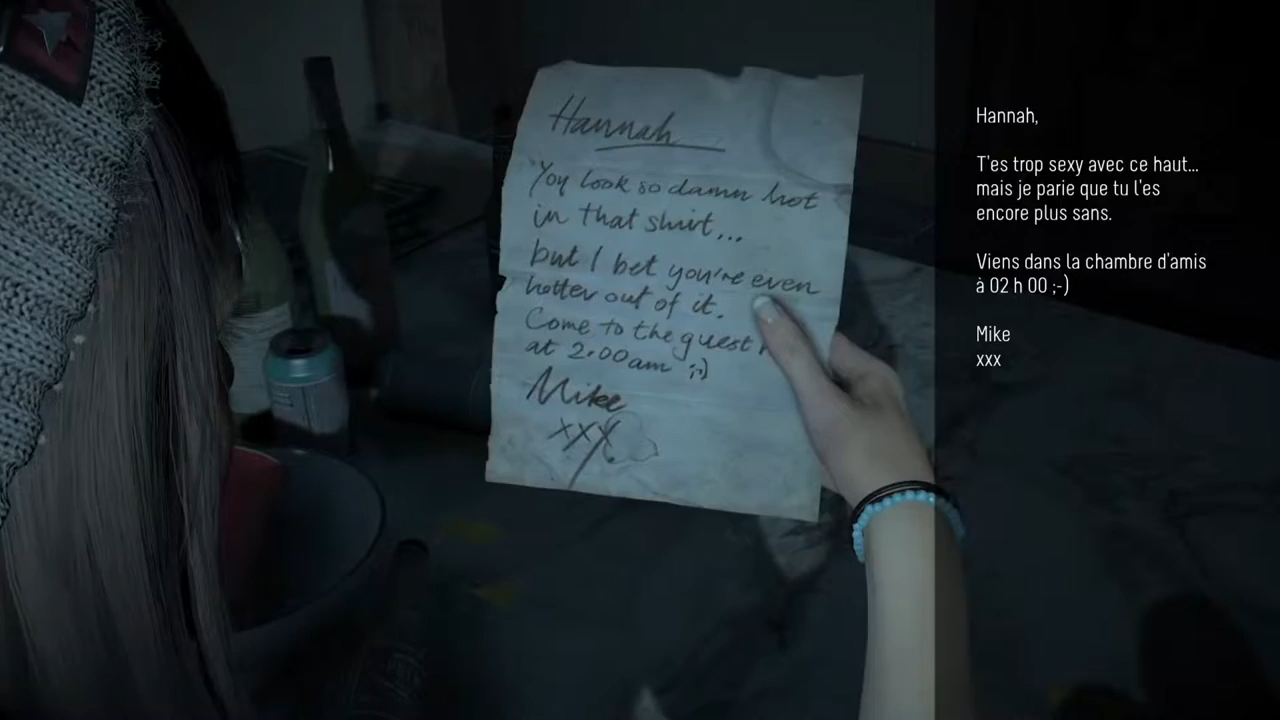 Hannah
You look so damn hot
in that shirt...
but I bet you're even
hotter out of it.
Come to the guest
at 2.00am ;-)
Mike
xxx
Hannah,
T'es trop sexy avec ce haut...
mais je parie que tu l'es
encore plus sans.
Viens dans la chambre d'amis
à 02 h 00 ;-)
Mike
xxx